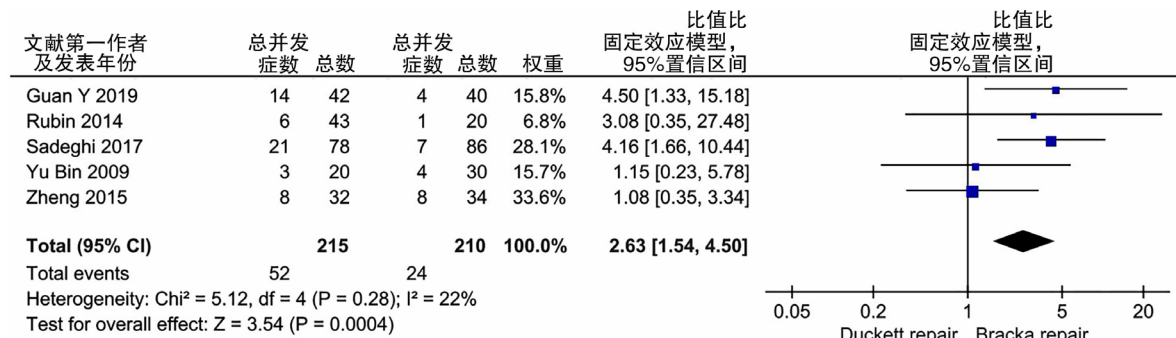 文献第一作者 总并发 总并发 比值比 比值比
及发表年份 症数 总数 症数 总数 权重 固定效应模型， 95%置信区间 固定效应模型， 95%置信区间
Guan Y 2019 14 42 4 40 15.8% 4.50 [1.33, 15.18]
Rubin 2014 6 43 1 20 6.8% 3.08 [0.35, 27.48]
Sadeghi 2017 21 78 7 86 28.1% 4.16 [1.66, 10.44]
Yu Bin 2009 3 20 4 30 15.7% 1.15 [0.23, 5.78]
Zheng 2015 8 32 8 34 33.6% 1.08 [0.35, 3.34]
Total (95% CI) 215 210 100.0% 2.63 [1.54, 4.50]
Total events 52 24
Heterogeneity: Chi² = 5.12, df = 4 (P = 0.28); I² = 22%
Test for overall effect: Z = 3.54 (P = 0.0004)
0.05 0.2 1 5 20
Duckett repair Bracka repair